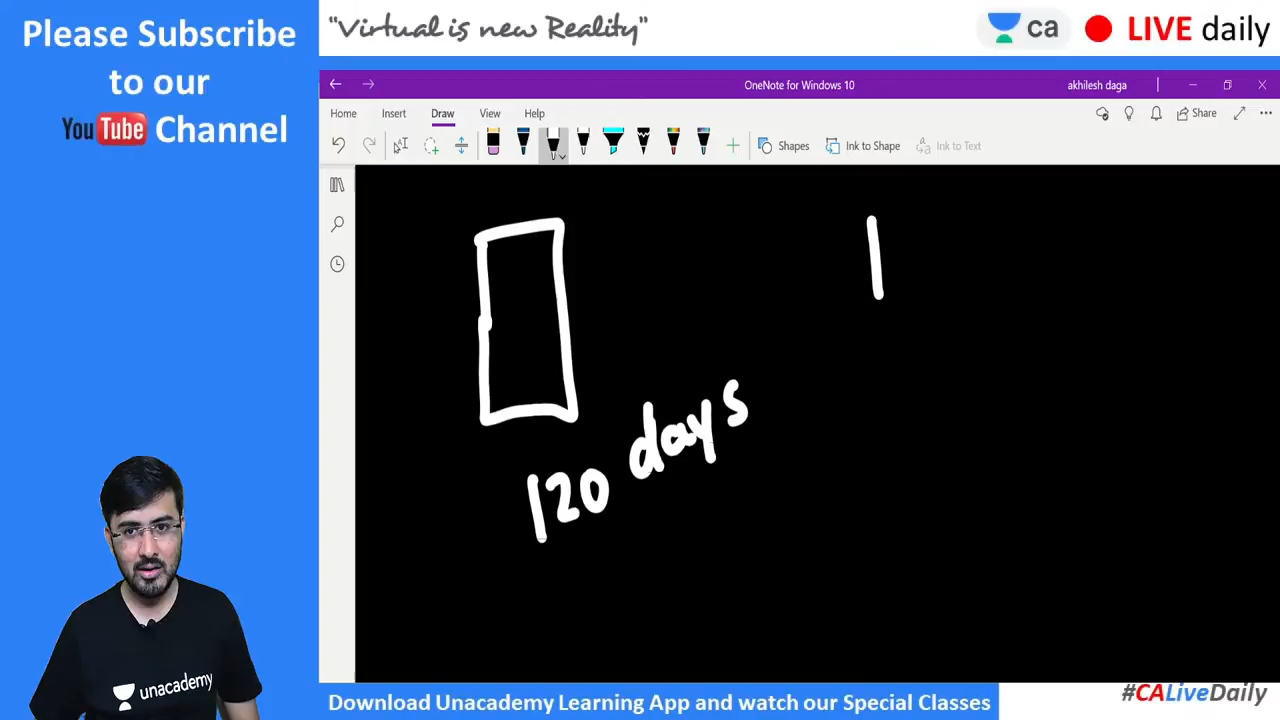 Please Subscribe
to our
YouTube Channel
"Virtual is new Reality"
ca
LIVE daily
OneNote for Windows 10
akhilesh daga
Home Insert Draw View Help
Share
Shapes Ink to Shape Ink to Text
120 days
unacademy
Download Unacademy Learning App and watch our Special Classes
#CALiveDaily